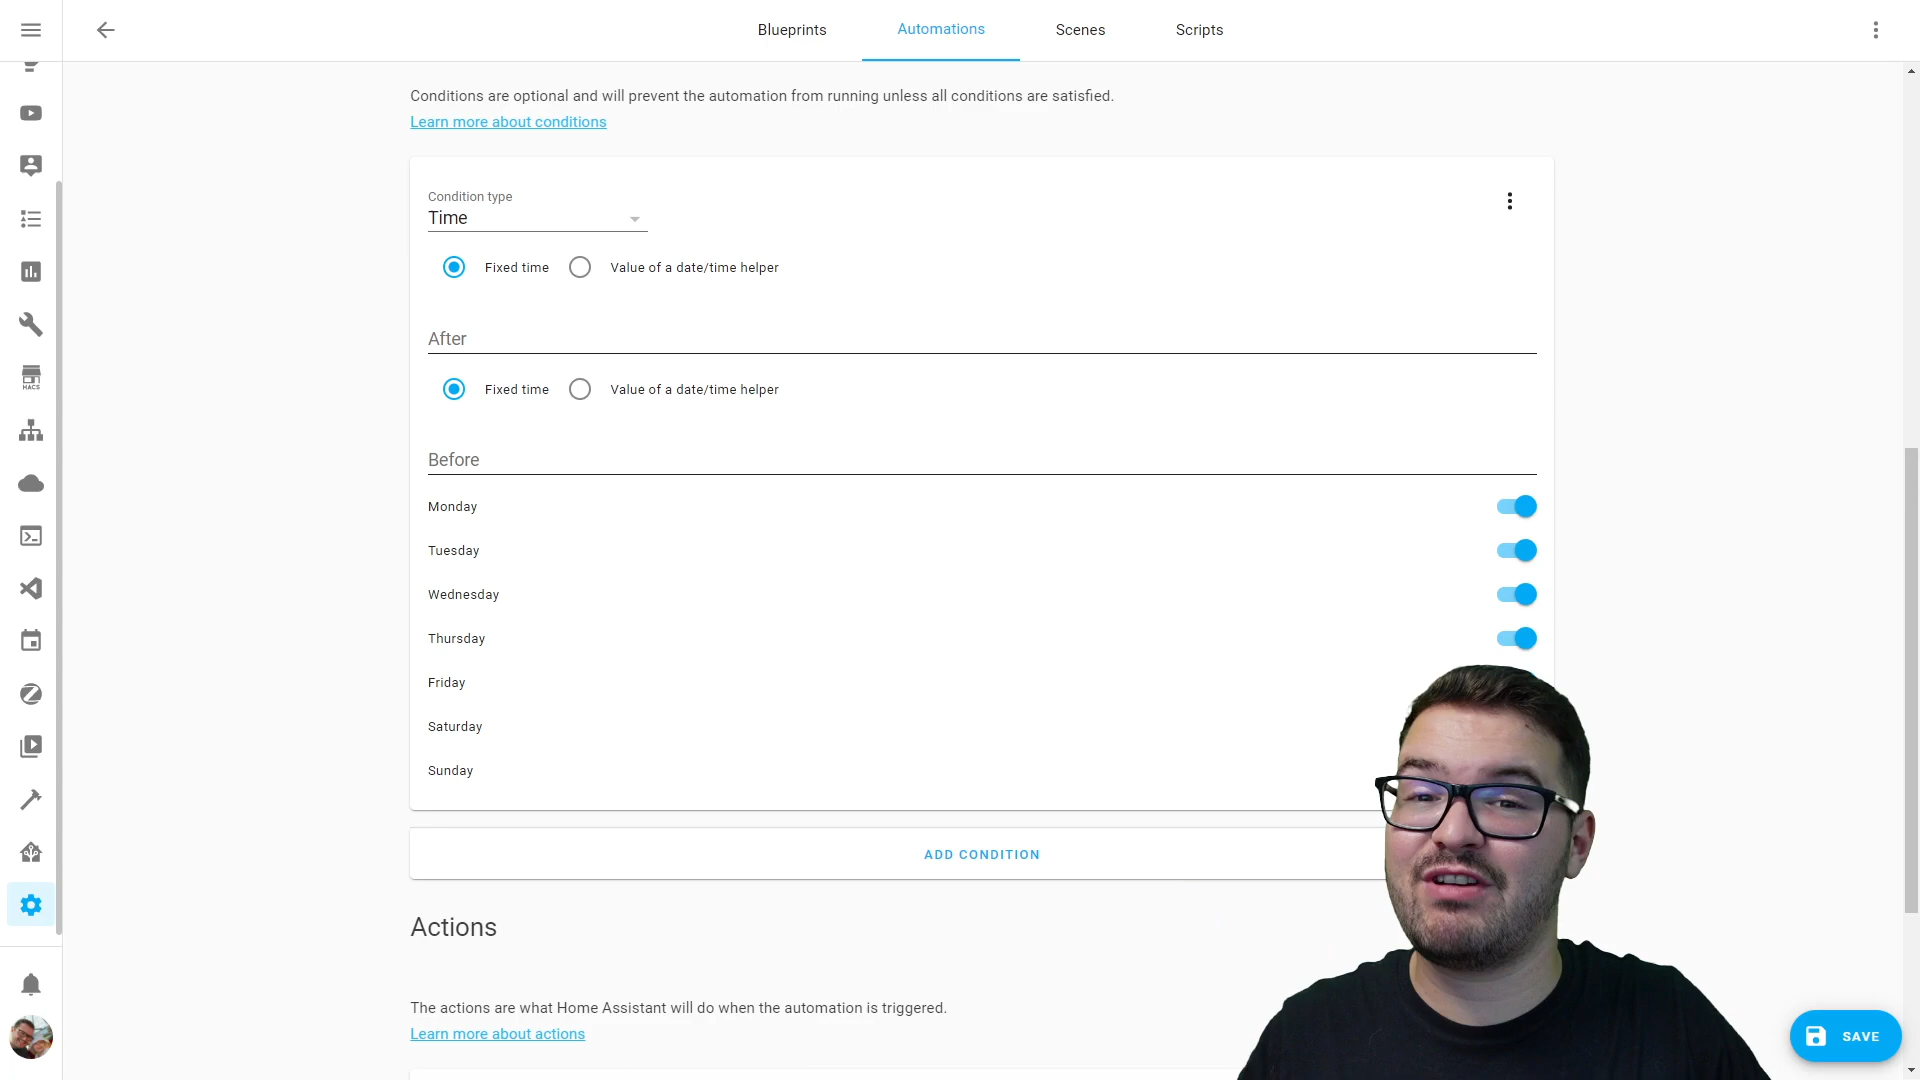 Blueprints
Automations
Scenes
Scripts
Conditions are optional and will prevent the automation from running unless all conditions are satisfied.
Learn more about conditions
Condition type
Time
Fixed time
Value of a date/time helper
After
Fixed time
Value of a date/time helper
Before
Monday
Tuesday
Wednesday
Thursday
Friday
Saturday
Sunday
HACS
ADD CONDITION
Actions
The actions are what Home Assistant will do when the automation is triggered.
Learn more about actions
SAVE